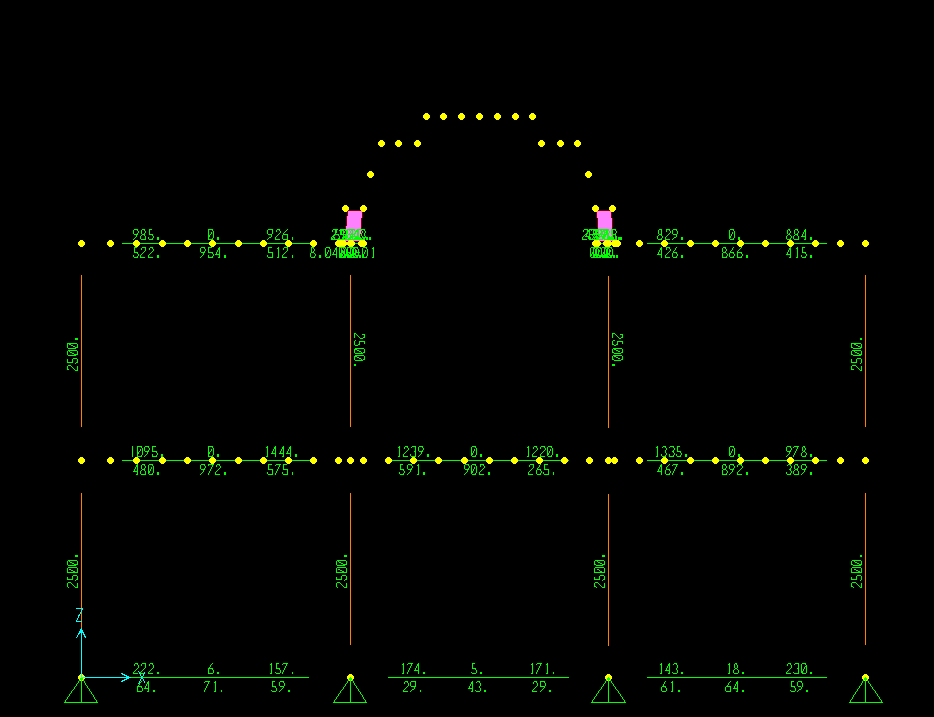 985. 0. 926. 829. 0. 884.
522. 954. 512. 426. 866. 415.
2500. 2500. 2500. 2500.
1095. 0. 1444. 1239. 0. 1220. 1335. 0. 978.
480. 972. 575. 591. 902. 265. 467. 892. 389.
2500. 2500. 2500. 2500.
Z
222. 6. 157. 174. 5. 171. 143. 18. 230.
X
64. 71. 59. 29. 43. 29. 61. 64. 59.